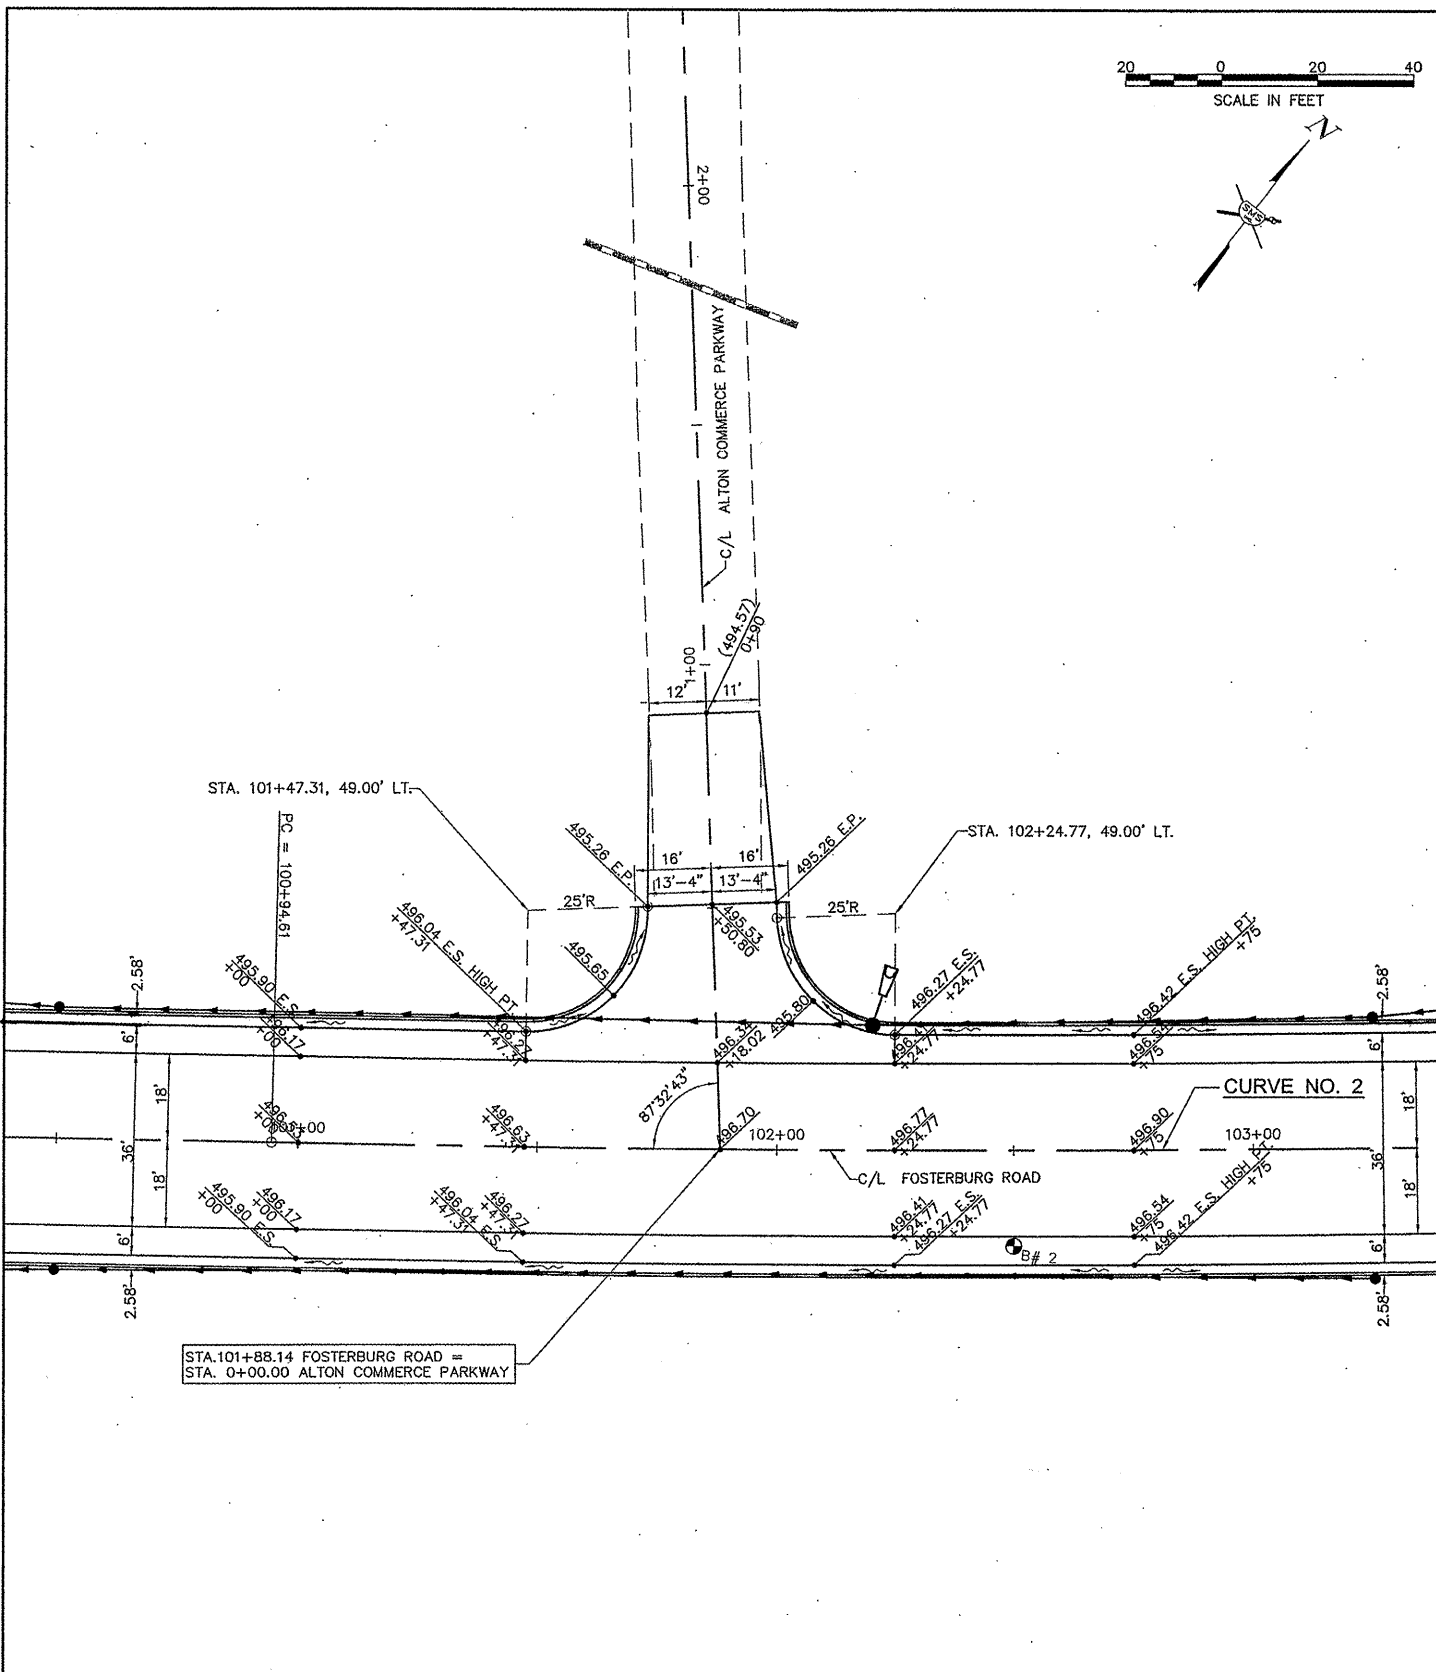 20 0 20 40
SCALE IN FEET
N
SMS
2+00
C/L ALTON COMMERCE PARKWAY
(494.57)
0+90
1+00
12' 11'
STA. 101+47.31, 49.00' LT.
STA. 102+24.77, 49.00' LT.
PC = 100+94.61
495.26 E.P.
495.26 E.P.
16' 16'
13'-4" 13'-4"
25'R
25'R
495.53
+50.80
496.04 E.S. HIGH PT.
+47.31
495.65
495.80
496.27 E.S.
+24.77
496.42 E.S. HIGH PT.
+75
2.58'
2.58'
495.90 E.S.
+00
496.17
+00
496.27
+47.31
496.34
+18.02
496.41
+24.77
496.54
+75
6'
6'
18'
36'
18'
18'
36'
18'
87°32'43"
CURVE NO. 2
+00
101+00
496.63
+47.31
496.70
102+00
496.77
+24.77
496.90
+75
103+00
C/L FOSTERBURG ROAD
495.90 E.S.
+00
496.17
+00
496.04 E.S.
+47.31
496.27
+47.31
496.41
+24.77
496.27 E.S.
+24.77
496.54
+75
496.42 E.S. HIGH PT.
+75
B# 2
6'
6'
2.58'
2.58'
STA.101+88.14 FOSTERBURG ROAD =
STA. 0+00.00 ALTON COMMERCE PARKWAY